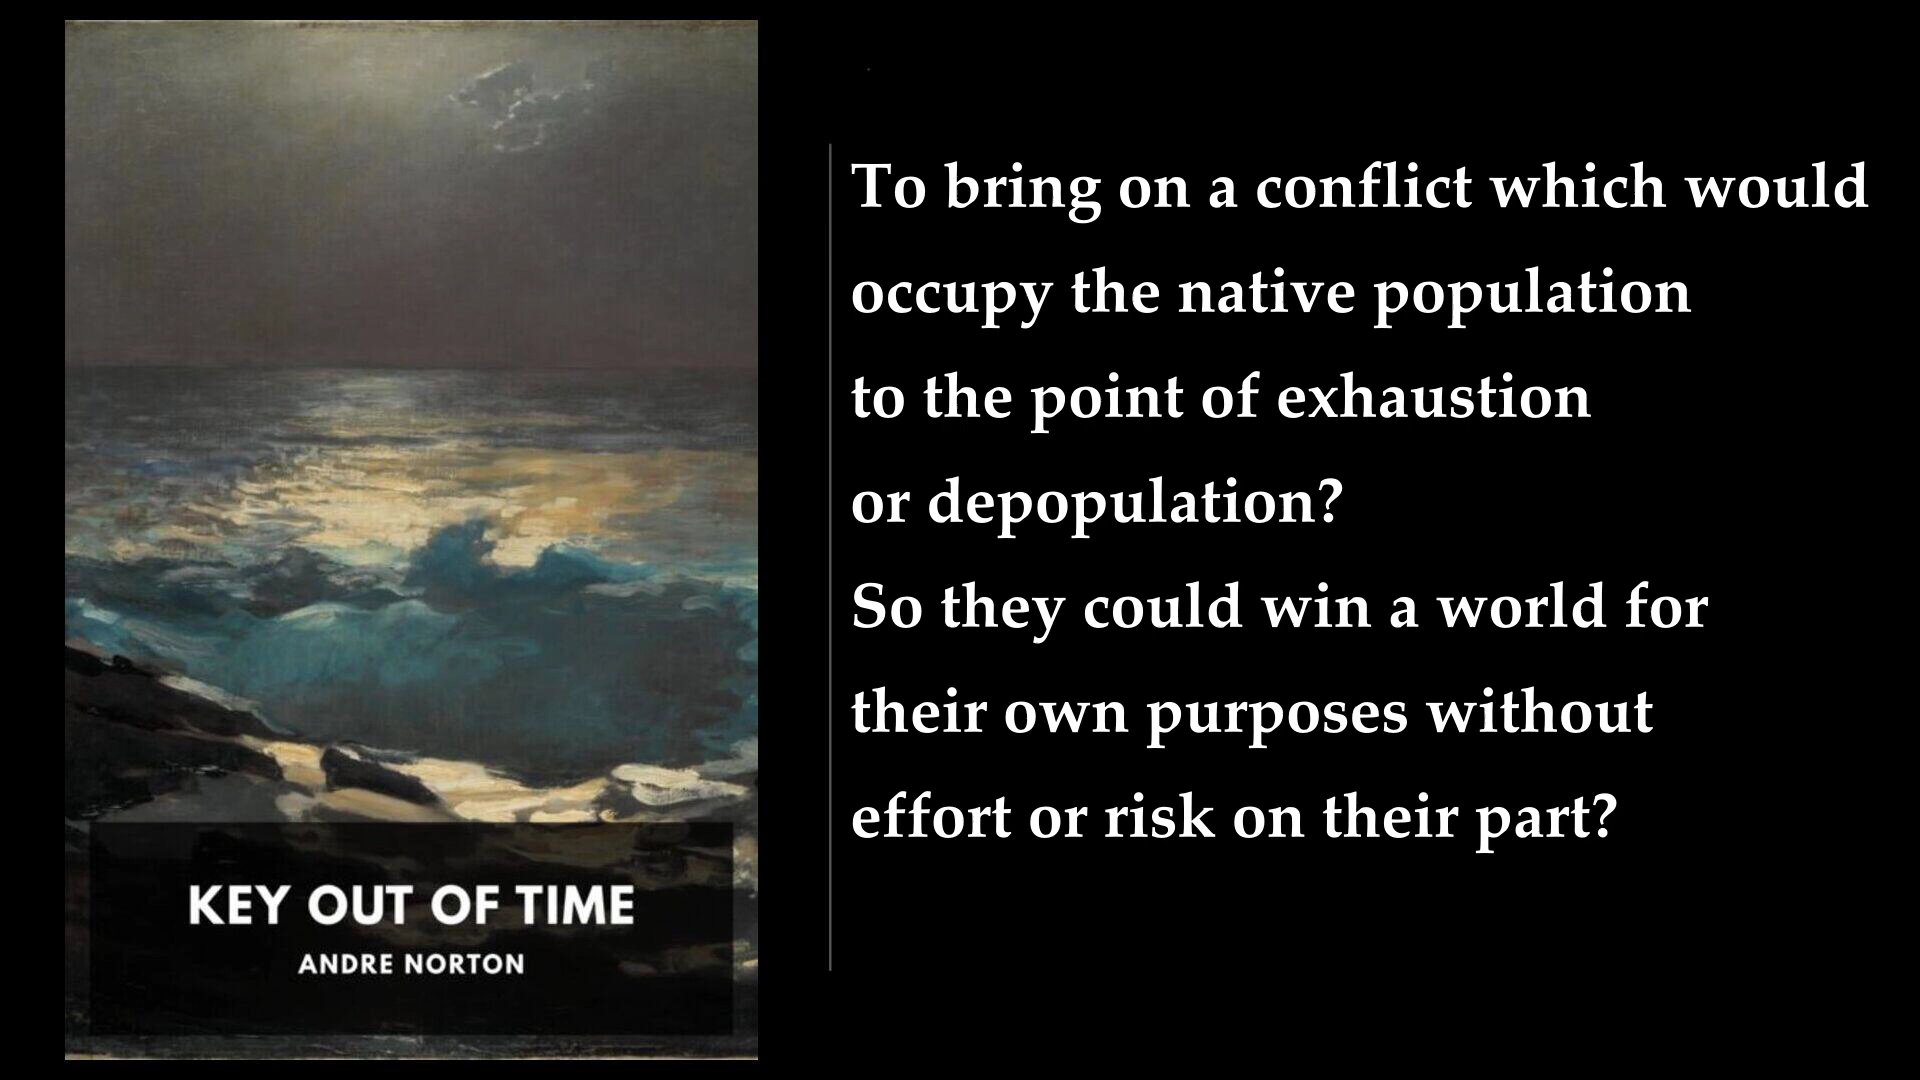 To bring on a conflict which would
occupy the native population
to the point of exhaustion
or depopulation?
So they could win a world for
their own purposes without
effort or risk on their part?
KEY OUT OF TIME
ANDRE NORTON